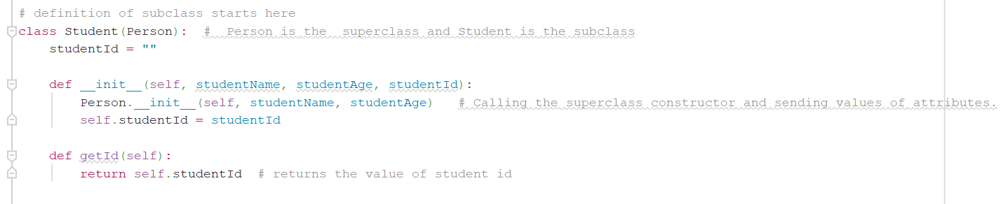 # definition of subclass starts here
class Student(Person):  #  Person is the  superclass and Student is the subclass
    studentId = ""

    def __init__(self, studentName, studentAge, studentId):
        Person.__init__(self, studentName, studentAge)   # Calling the superclass constructor and sending values of attributes.
        self.studentId = studentId

    def getId(self):
        return self.studentId  # returns the value of student id